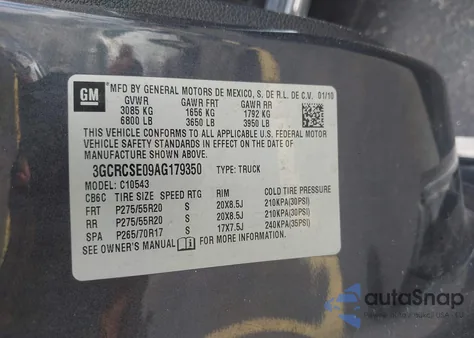 GM
MFD BY GENERAL MOTORS DE MEXICO, S. DE R.L. DE C.V. 01/10
GVWR GAWR FRT GAWR RR
3085 KG 1656 KG 1792 KG
6800 LB 3650 LB 3950 LB
THIS VEHICLE CONFORMS TO ALL APPLICABLE U.S. FEDERAL MOTOR
VEHICLE SAFETY STANDARDS IN EFFECT ON THE DATE OF
MANUFACTURE SHOWN ABOVE.
3GCRCSE09AG179350 TYPE: TRUCK
MODEL: C10543
CB6C TIRE SIZE SPEED RTG RIM COLD TIRE PRESSURE
FRT P275/55R20 S 20X8.5J 210KPA(30PSI)
RR P275/55R20 S 20X8.5J 210KPA(30PSI)
SPA P265/70R17 S 17X7.5J 240KPA(35PSI)
SEE OWNER'S MANUAL FOR MORE INFORMATION.
autaSnap